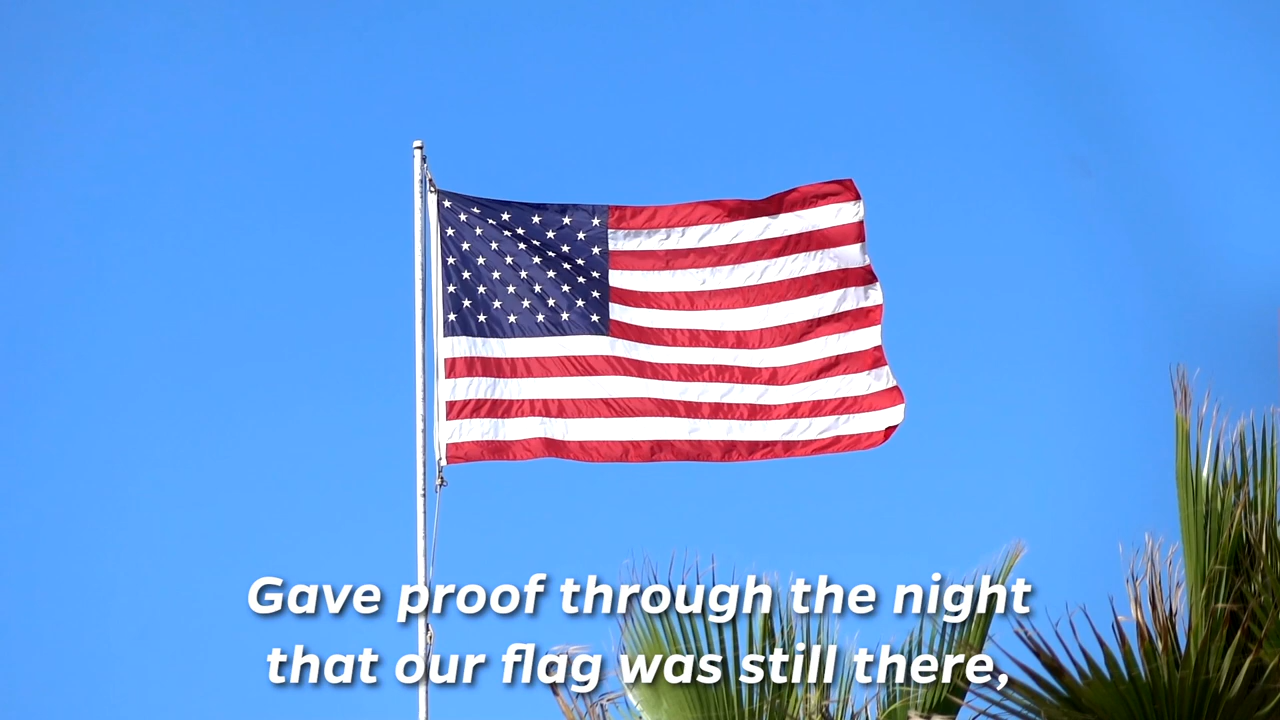 Gave proof through the night
that our flag was still there,